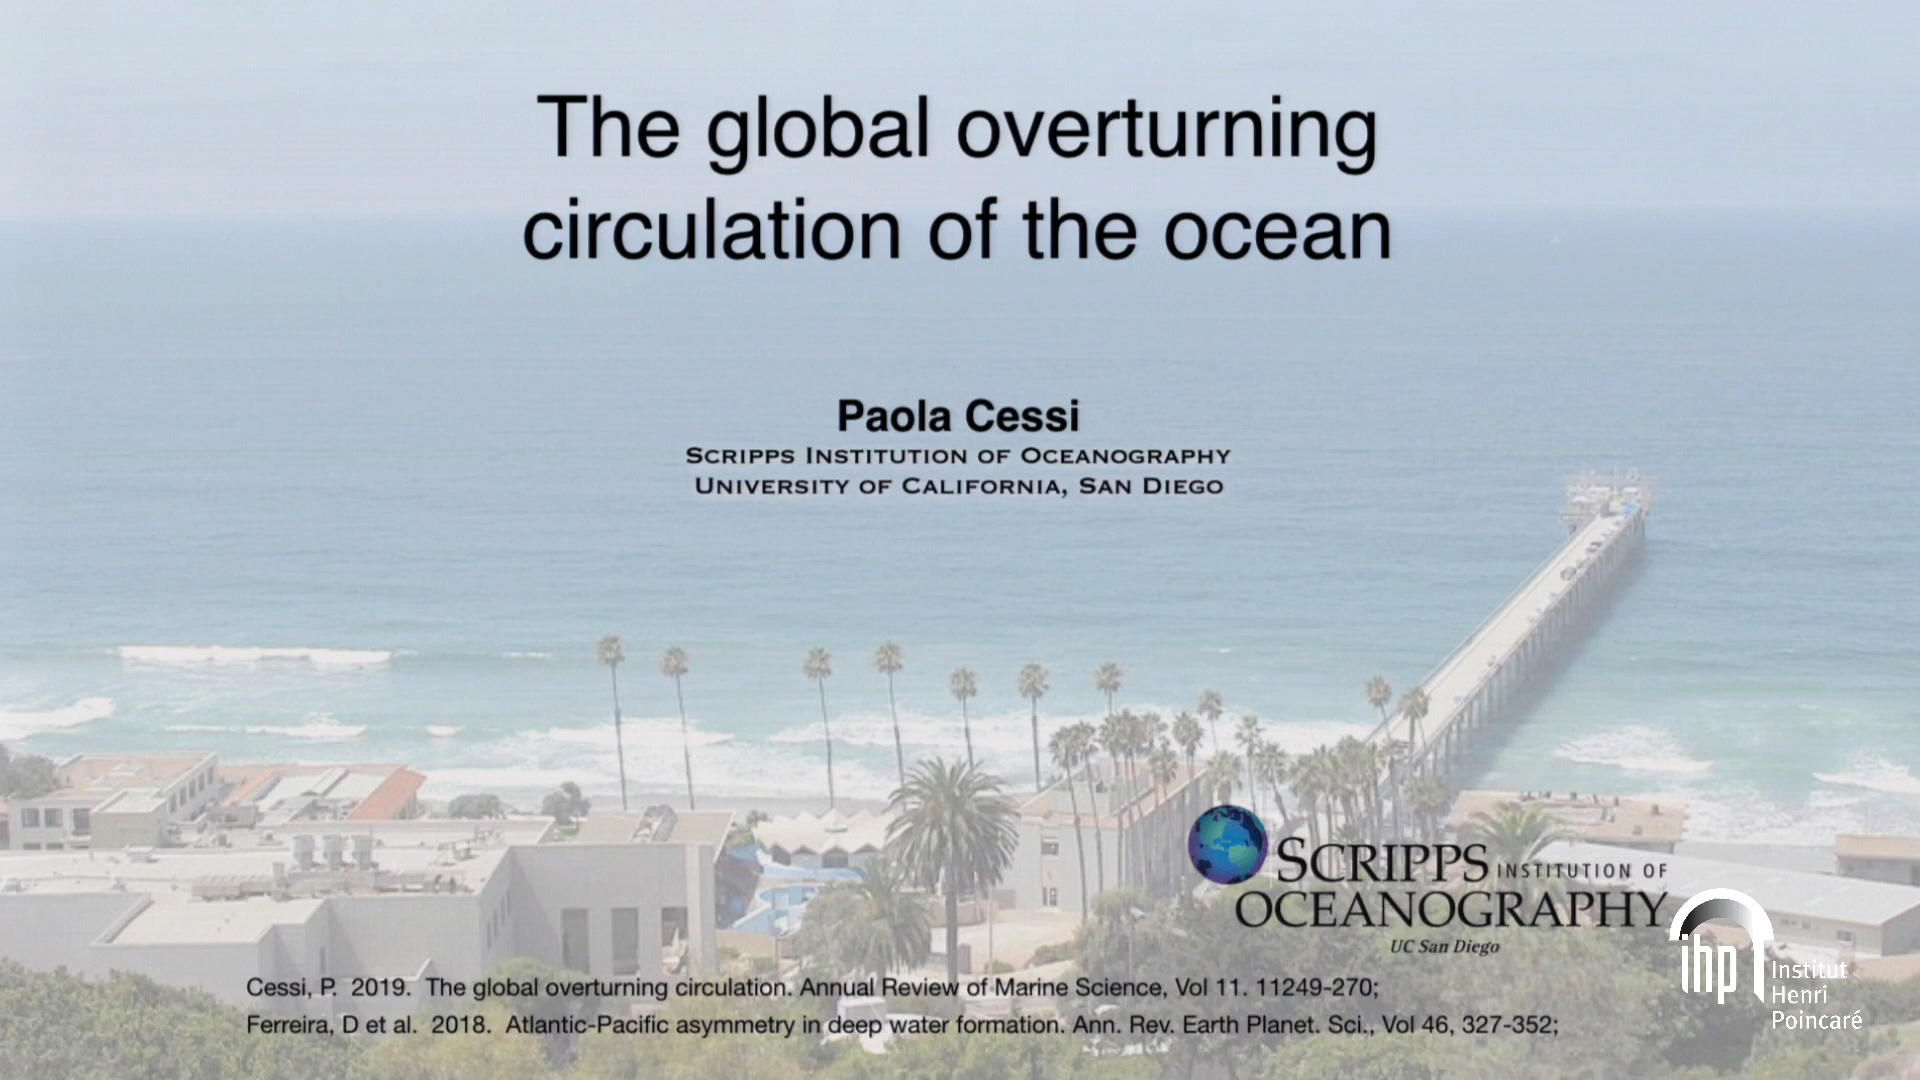 The global overturning
circulation of the ocean
Paola Cessi
SCRIPPS INSTITUTION OF OCEANOGRAPHY
UNIVERSITY OF CALIFORNIA, SAN DIEGO
SCRIPPS INSTITUTION OF
OCEANOGRAPHY
UC San Diego
ihp
Institut
Henri
Poincaré
Cessi, P. 2019. The global overturning circulation. Annual Review of Marine Science, Vol 11. 11249-270;
Ferreira, D et al. 2018. Atlantic-Pacific asymmetry in deep water formation. Ann. Rev. Earth Planet. Sci., Vol 46, 327-352;